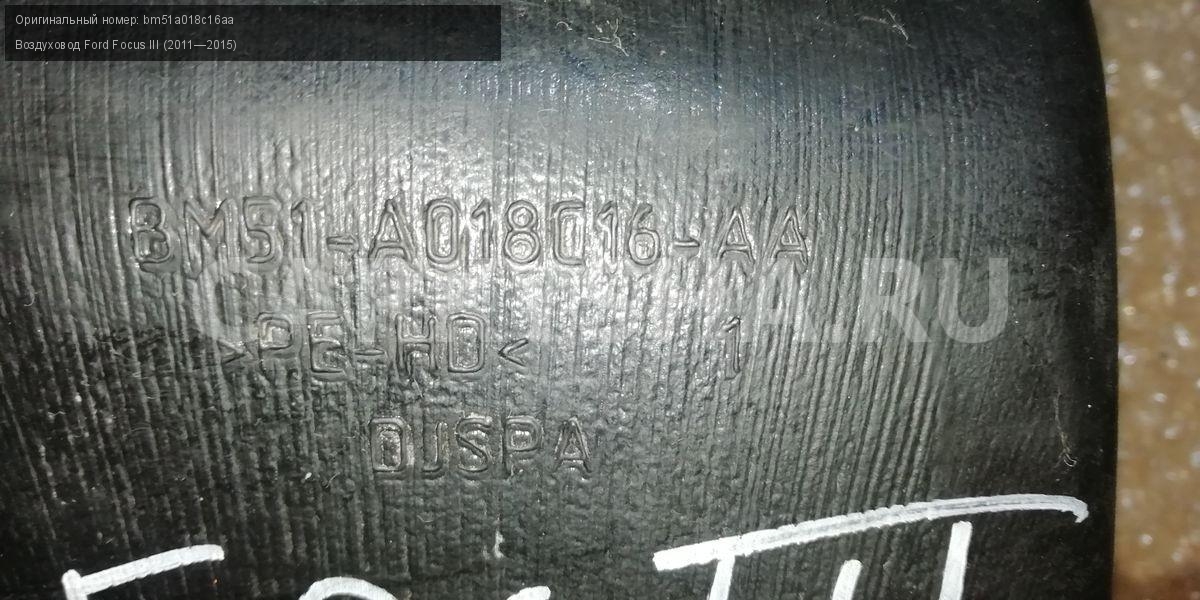 Оригинальный номер: bm51a018c16aa
Воздуховод Ford Focus III (2011—2015)
BM51-A018C16-AA
>PE-HD< 1
DJSPA